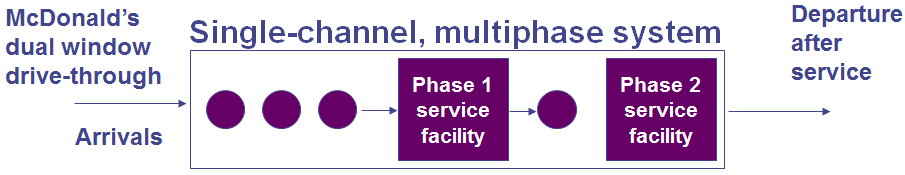 McDonald's
dual window
drive-through
Arrivals
Single-channel, multiphase system
Phase 1
service
facility
Phase 2
service
facility
Departure
after
service